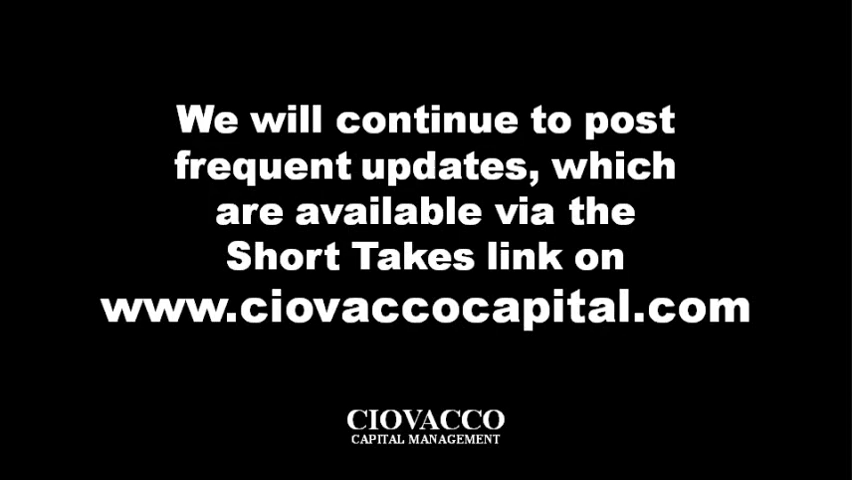 We will continue to post
frequent updates, which
are available via the
Short Takes link on
www.ciovaccocapital.com
CIOVACCO
CAPITAL MANAGEMENT